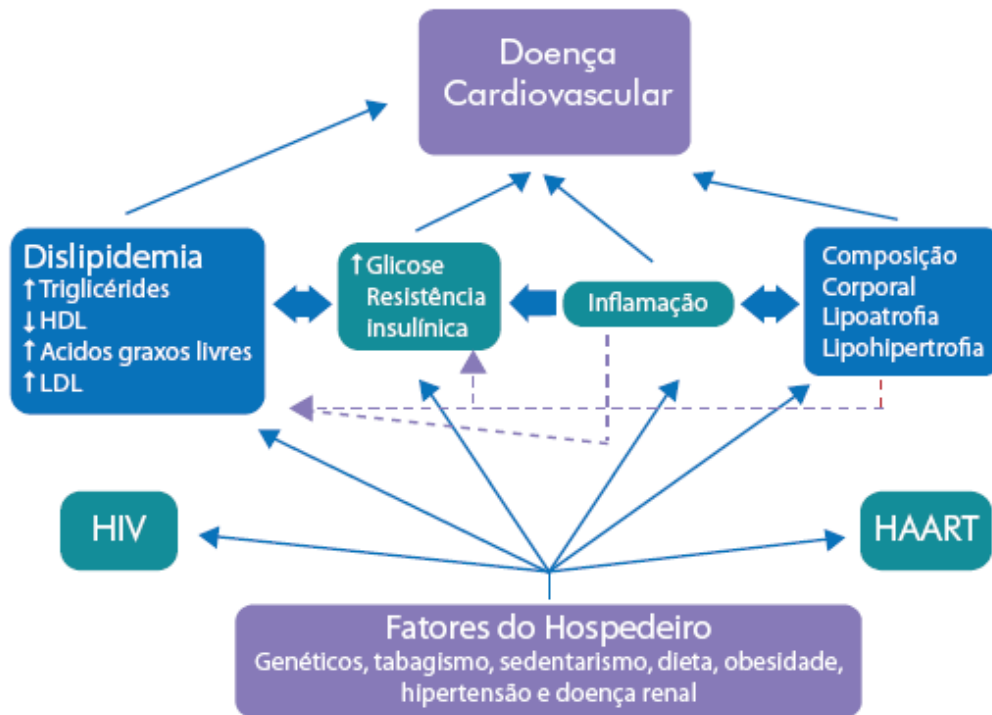 Doença
Cardiovascular
Dislipidemia
↑Triglicérides
↓HDL
↑Acidos graxos livres
↑LDL
↑Glicose
Resistência
insulínica
Inflamação
Composição
Corporal
Lipoatrofia
Lipohipertrofia
HIV
HAART
Fatores do Hospedeiro
Genéticos, tabagismo, sedentarismo, dieta, obesidade,
hipertensão e doença renal